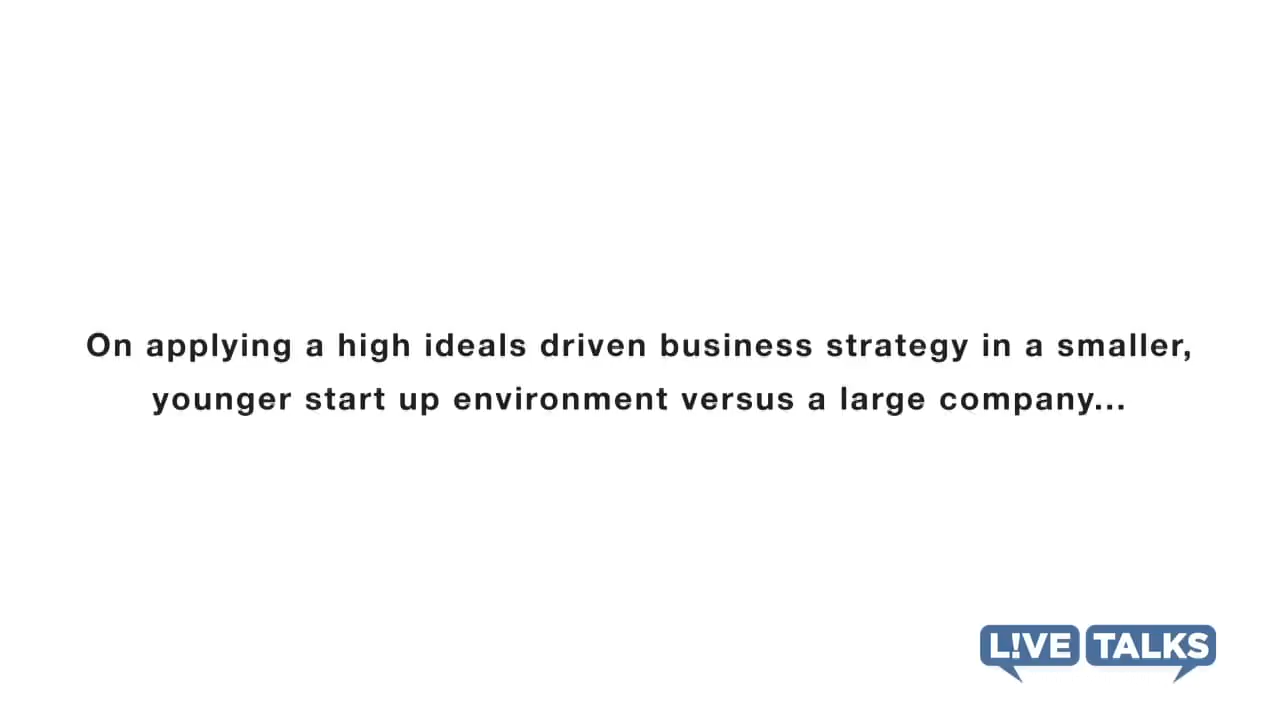 On applying a high ideals driven business strategy in a smaller,
younger start up environment versus a large company...
L!VE TALKS